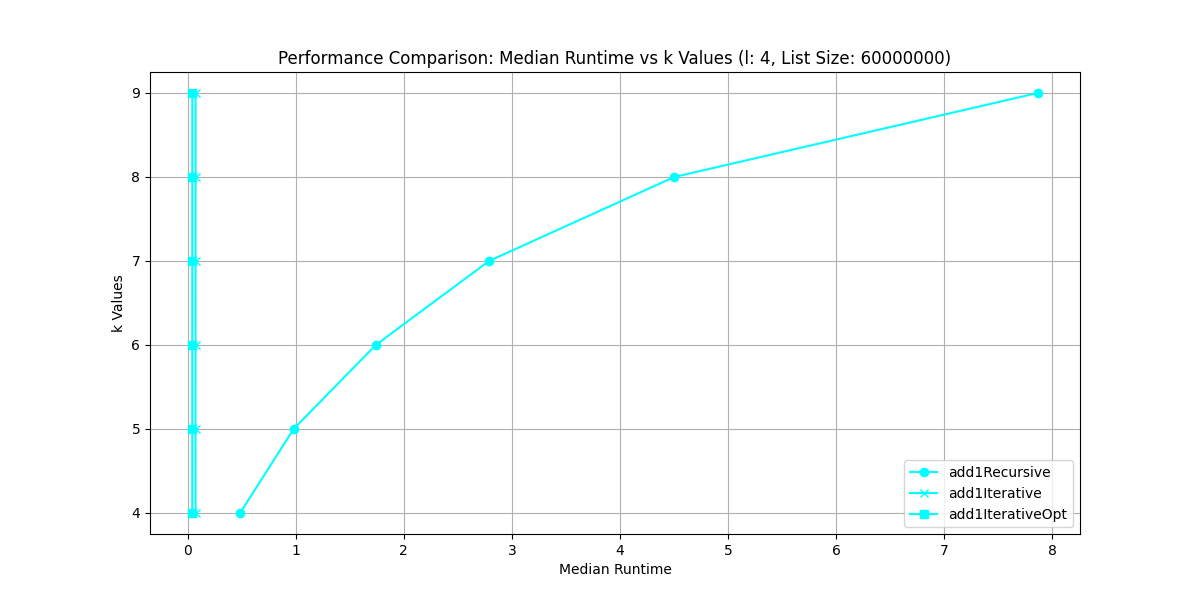 Performance Comparison: Median Runtime vs k Values (l: 4, List Size: 60000000)
9
8
7
6
5
4
k Values
add1Recursive
add1Iterative
add1IterativeOpt
0 1 2 3 4 5 6 7 8
Median Runtime